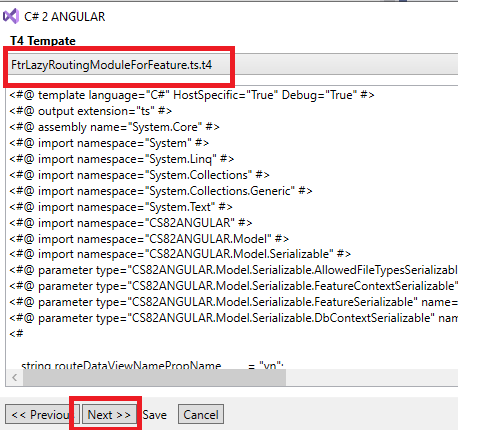 C# 2 ANGULAR
T4 Tempate
FtrLazyRoutingModuleForFeature.ts.t4
<#@ template language="C#" HostSpecific="True" Debug="True" #>
<#@ output extension="ts" #>
<#@ assembly name="System.Core" #>
<#@ import namespace="System" #>
<#@ import namespace="System.Linq" #>
<#@ import namespace="System.Collections" #>
<#@ import namespace="System.Collections.Generic" #>
<#@ import namespace="System.Text" #>
<#@ import namespace="CS82ANGULAR" #>
<#@ import namespace="CS82ANGULAR.Model" #>
<#@ import namespace="CS82ANGULAR.Model.Serializable" #>
<#@ parameter type="CS82ANGULAR.Model.Serializable.AllowedFileTypesSerializabl
<#@ parameter type="CS82ANGULAR.Model.Serializable.FeatureContextSerializable"
<#@ parameter type="CS82ANGULAR.Model.Serializable.FeatureSerializable" name=
<#@ parameter type="CS82ANGULAR.Model.Serializable.DbContextSerializable" nam
<#
string routeDataViewNamePropName = "vn";
<< Previou Next >> Save Cancel